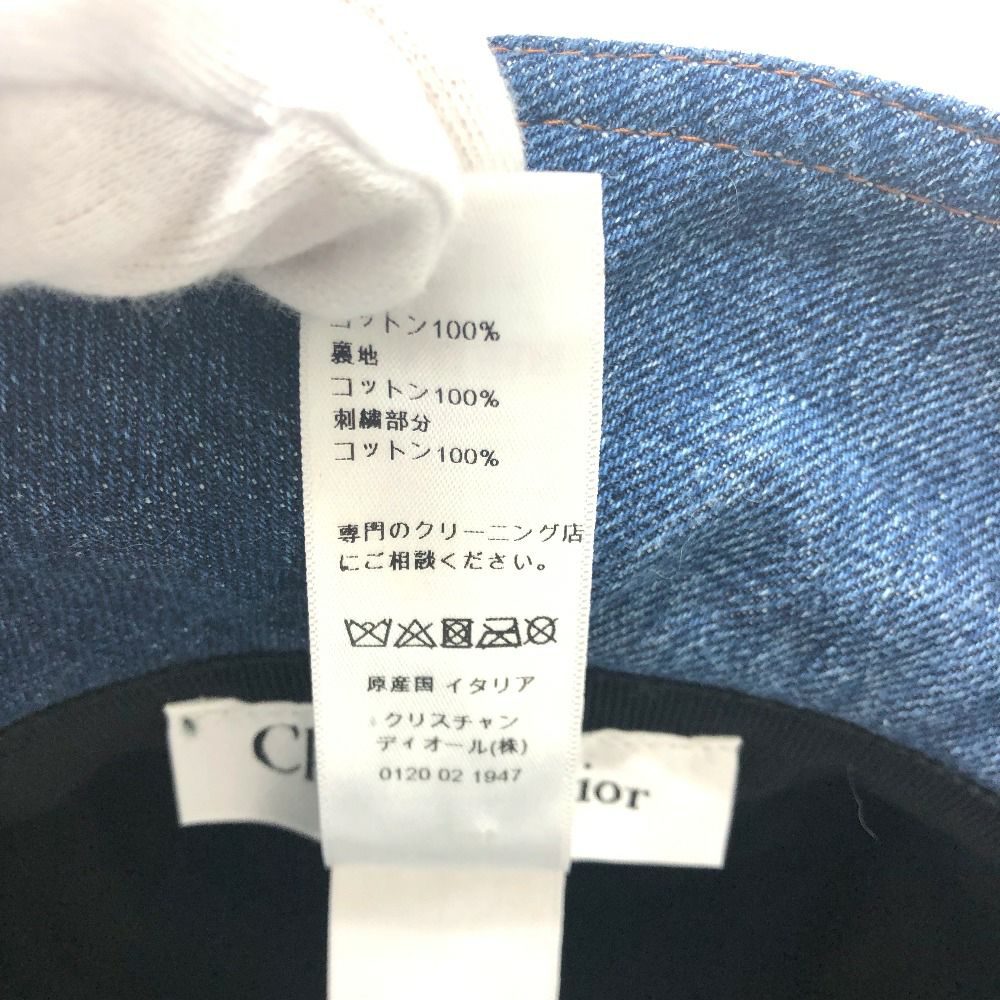 コットン100%
裏地
コットン100%
刺繍部分
コットン100%
専門のクリーニング店
にご相談ください。
原産国 イタリア
クリスチャン
ディオール(株)
0120 02 1947
C ior